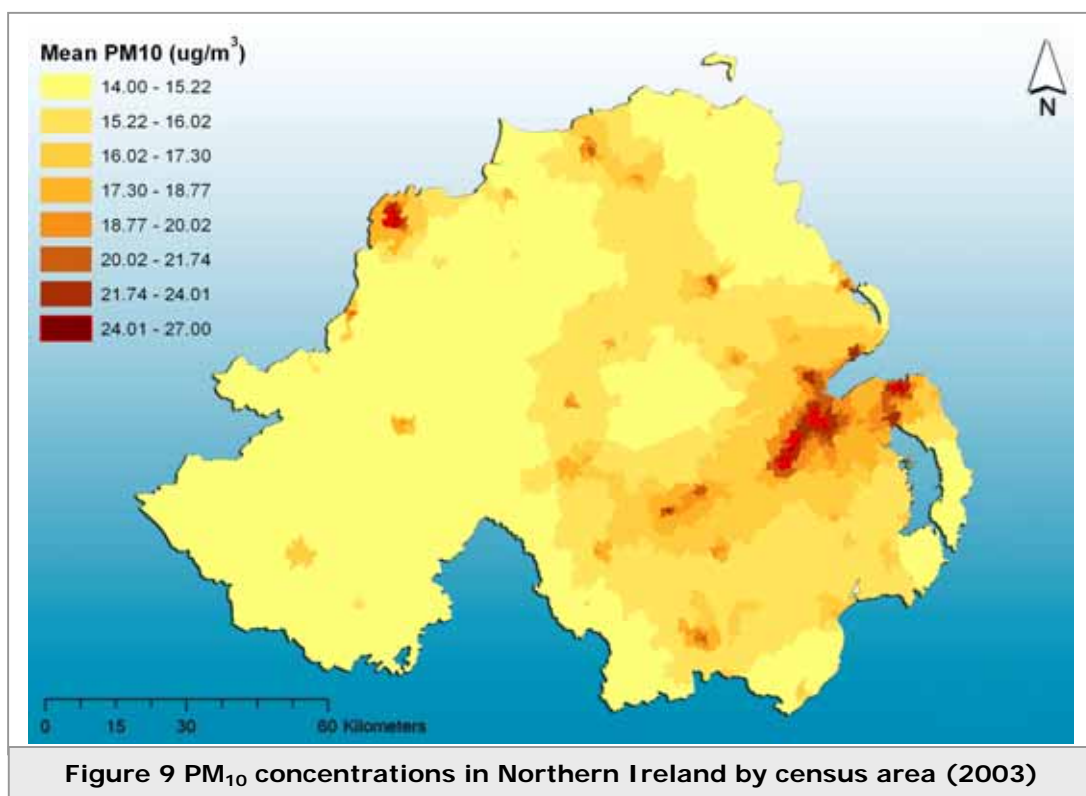 Mean PM10 (ug/m³)
14.00 - 15.22
15.22 - 16.02
16.02 - 17.30
17.30 - 18.77
18.77 - 20.02
20.02 - 21.74
21.74 - 24.01
24.01 - 27.00
N
0 15 30 60 Kilometers
Figure 9 PM₁₀ concentrations in Northern Ireland by census area (2003)